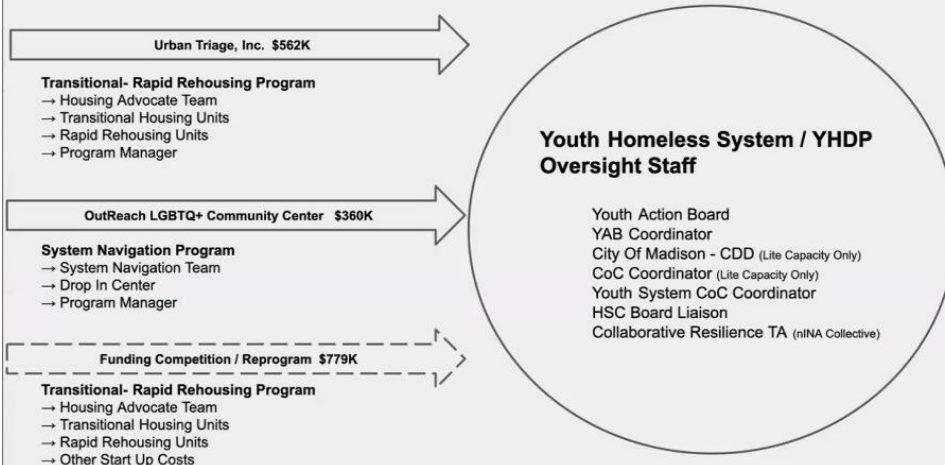 Urban Triage, Inc. $562K
Transitional- Rapid Rehousing Program
→ Housing Advocate Team
→ Transitional Housing Units
→ Rapid Rehousing Units
→ Program Manager
OutReach LGBTQ+ Community Center $360K
System Navigation Program
→ System Navigation Team
→ Drop In Center
→ Program Manager
Funding Competition / Reprogram $779K
Transitional- Rapid Rehousing Program
→ Housing Advocate Team
→ Transitional Housing Units
→ Rapid Rehousing Units
→ Other Start Up Costs
Youth Homeless System / YHDP
Oversight Staff
Youth Action Board
YAB Coordinator
City Of Madison - CDD (Lite Capacity Only)
CoC Coordinator (Lite Capacity Only)
Youth System CoC Coordinator
HSC Board Liaison
Collaborative Resilience TA (nINA Collective)